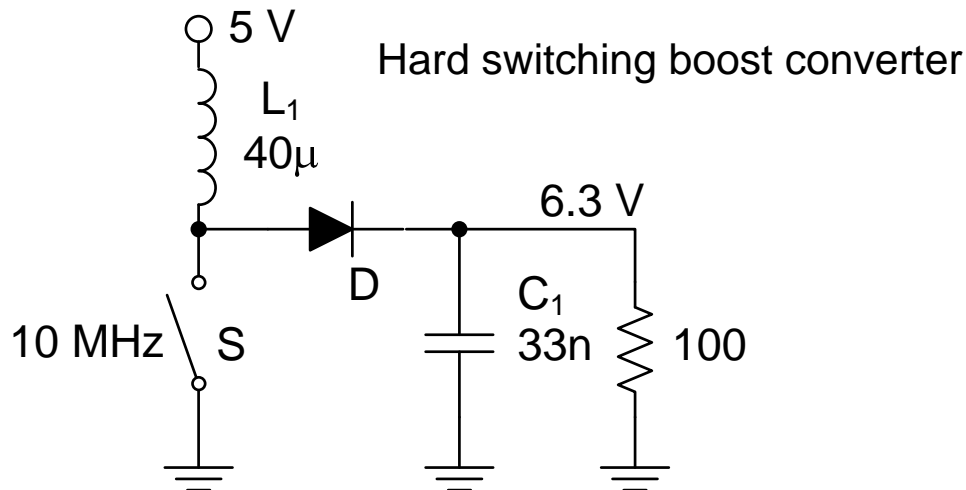 5 V
Hard switching boost converter
L₁
40μ
6.3 V
D
C₁
33n
100
10 MHz
S